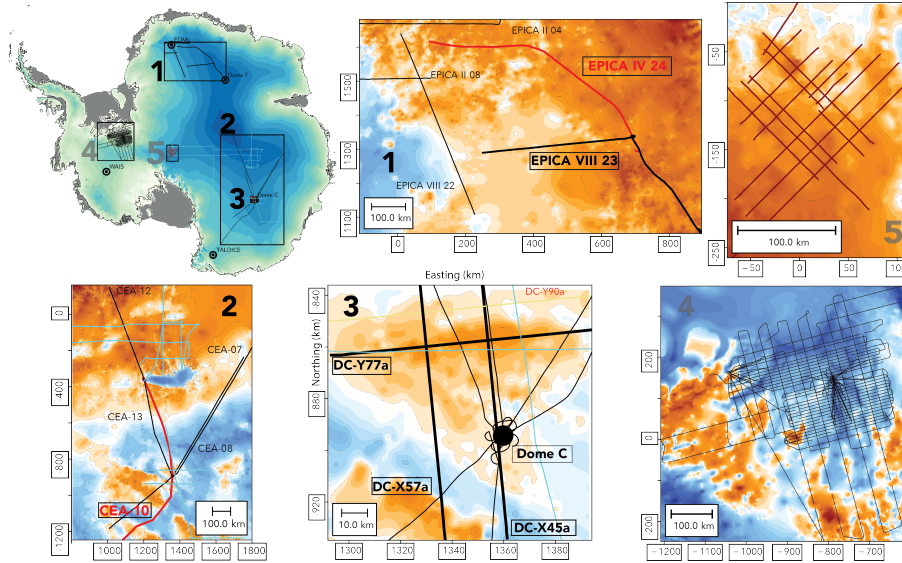 EDML
Dome F
1
2
4
5
WAIS
3
Dome C
TALDICE
EPICA II 04
EPICA IV 24
EPICA II 08
EPICA VIII 23
EPICA VIII 22
1
100.0 km
1500
1300
1100
0
200
400
600
800
-50
-150
-250
100.0 km
5
−50
0
50
100
Easting (km)
CEA-12
2
CEA-07
CEA-13
CEA-08
CEA-10
100.0 km
0
-400
-800
-1200
1000
1200
1400
1600
1800
3
DC-Y90a
DC-Y77a
Dome C
DC-X57a
DC-X45a
10.0 km
Northing (km)
840
880
920
1300
1320
1340
1360
1380
4
200
0
-200
100.0 km
−1200
−1100
−1000
−900
−800
−700